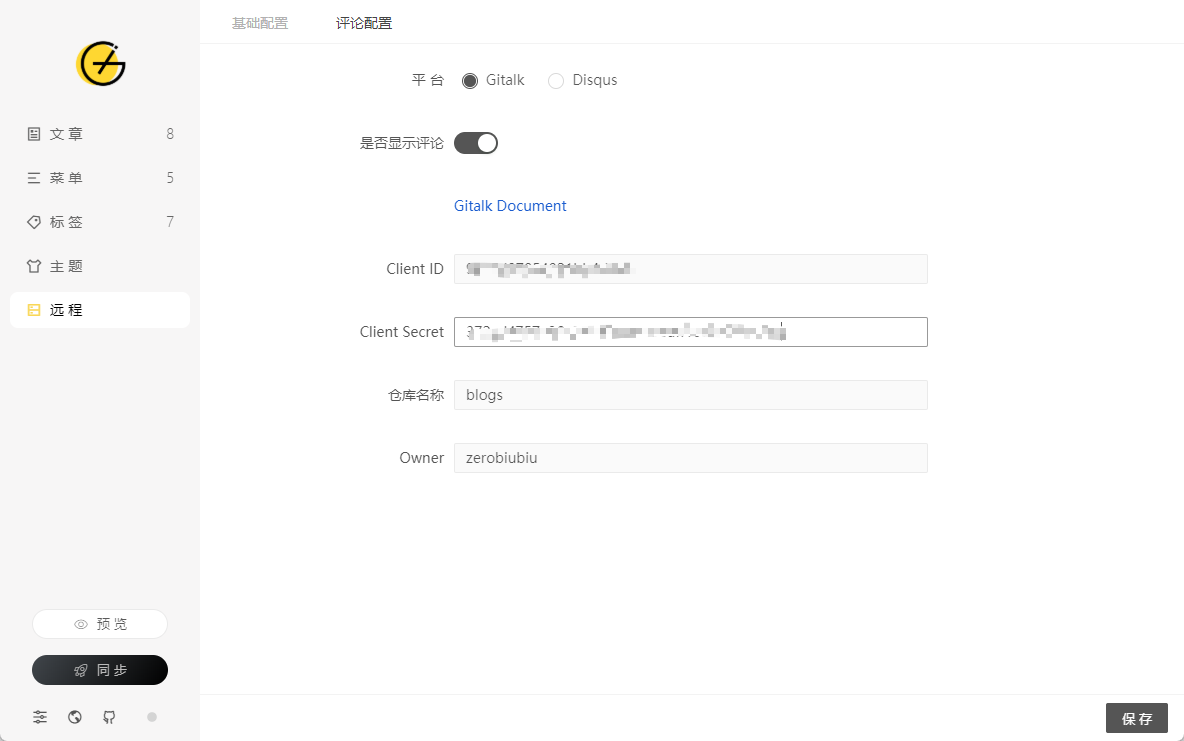 基础配置 评论配置
平台 Gitalk Disqus
文章 8
是否显示评论
菜单 5
Gitalk Document
标签 7
主题
Client ID
远程
Client Secret
仓库名称 blogs
Owner zerobiubiu
预览
同步
保存